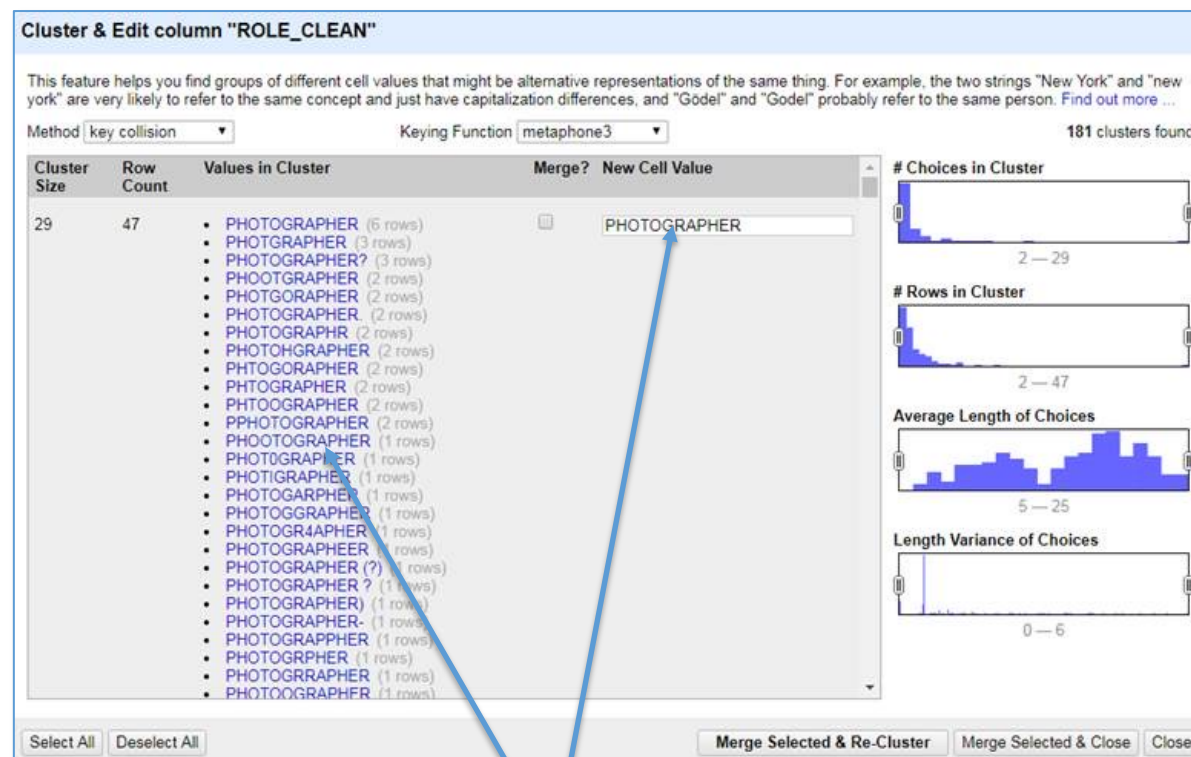 Cluster & Edit column "ROLE_CLEAN"
This feature helps you find groups of different cell values that might be alternative representations of the same thing. For example, the two strings "New York" and "new
york" are very likely to refer to the same concept and just have capitalization differences, and "Gödel" and "Godel" probably refer to the same person. Find out more ...
Method key collision Keying Function metaphone3 181 clusters found
Cluster Size Row Count Values in Cluster Merge? New Cell Value
29 47
• PHOTOGRAPHER (6 rows) PHOTOGRAPHER
• PHOTGRAPHER (3 rows)
• PHOTOGRAPHER? (3 rows)
• PHOOTGRAPHER (2 rows)
• PHOTGORAPHER (2 rows)
• PHOTOGRAPHER. (2 rows)
• PHOTOGRAPHR (2 rows)
• PHOTOHGRAPHER (2 rows)
• PHTOGORAPHER (2 rows)
• PHTOGRAPHER (2 rows)
• PHTOOGRAPHER (2 rows)
• PPHOTOGRAPHER (2 rows)
• PHOOTOGRAPHER (1 rows)
• PHOT0GRAPHER (1 rows)
• PHOTIGRAPHER (1 rows)
• PHOTOGARPHER (1 rows)
• PHOTOGGRAPHER (1 rows)
• PHOTOGR4APHER (1 rows)
• PHOTOGRAPHEER (1 rows)
• PHOTOGRAPHER (?) (1 rows)
• PHOTOGRAPHER ? (1 rows)
• PHOTOGRAPHER) (1 rows)
• PHOTOGRAPHER- (1 rows)
• PHOTOGRAPPHER (1 rows)
• PHOTOGRPHER (1 rows)
• PHOTOGRRAPHER (1 rows)
• PHOTOOGRAPHER (1 rows)
# Choices in Cluster
2 — 29
# Rows in Cluster
2 — 47
Average Length of Choices
5 — 25
Length Variance of Choices
0 — 6
Select All Deselect All Merge Selected & Re-Cluster Merge Selected & Close Close